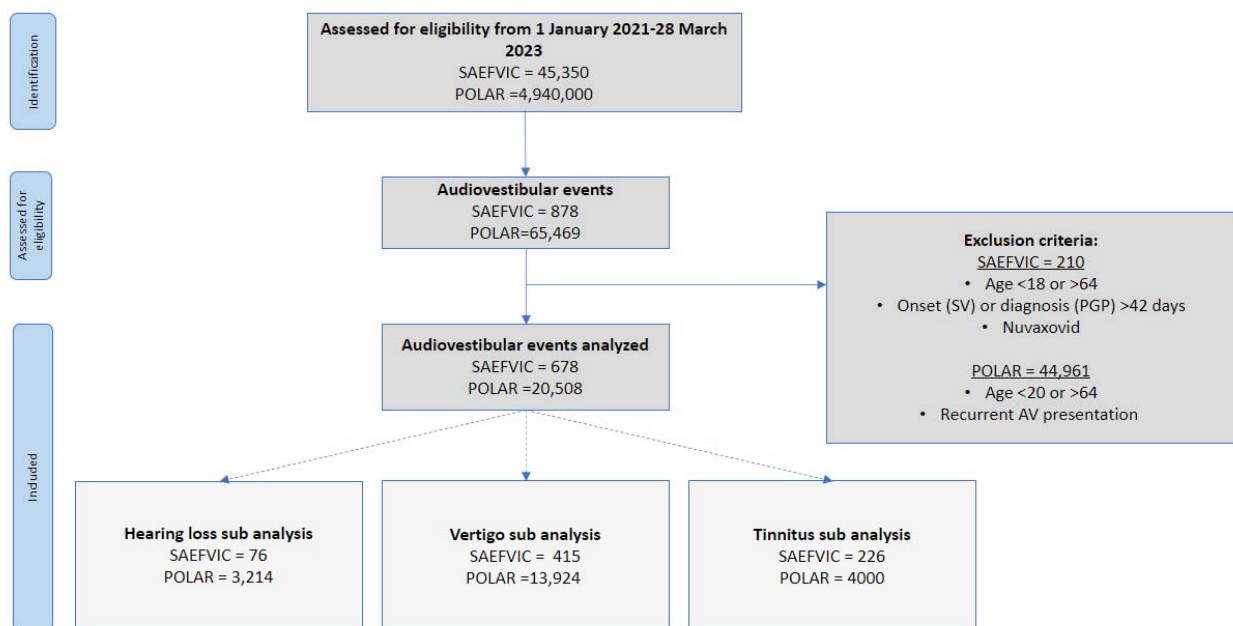 Identification
Assessed for eligibility from 1 January 2021-28 March
2023
SAEFVIC = 45,350
POLAR =4,940,000
Assessed for
eligibility
Audiovestibular events
SAEFVIC = 878
POLAR=65,469
Exclusion criteria:
SAEFVIC = 210
• Age <18 or >64
• Onset (SV) or diagnosis (PGP) >42 days
• Nuvaxovid
POLAR = 44,961
• Age <20 or >64
• Recurrent AV presentation
Included
Audiovestibular events analyzed
SAEFVIC = 678
POLAR =20,508
Hearing loss sub analysis
SAEFVIC = 76
POLAR = 3,214
Vertigo sub analysis
SAEFVIC = 415
POLAR =13,924
Tinnitus sub analysis
SAEFVIC = 226
POLAR = 4000